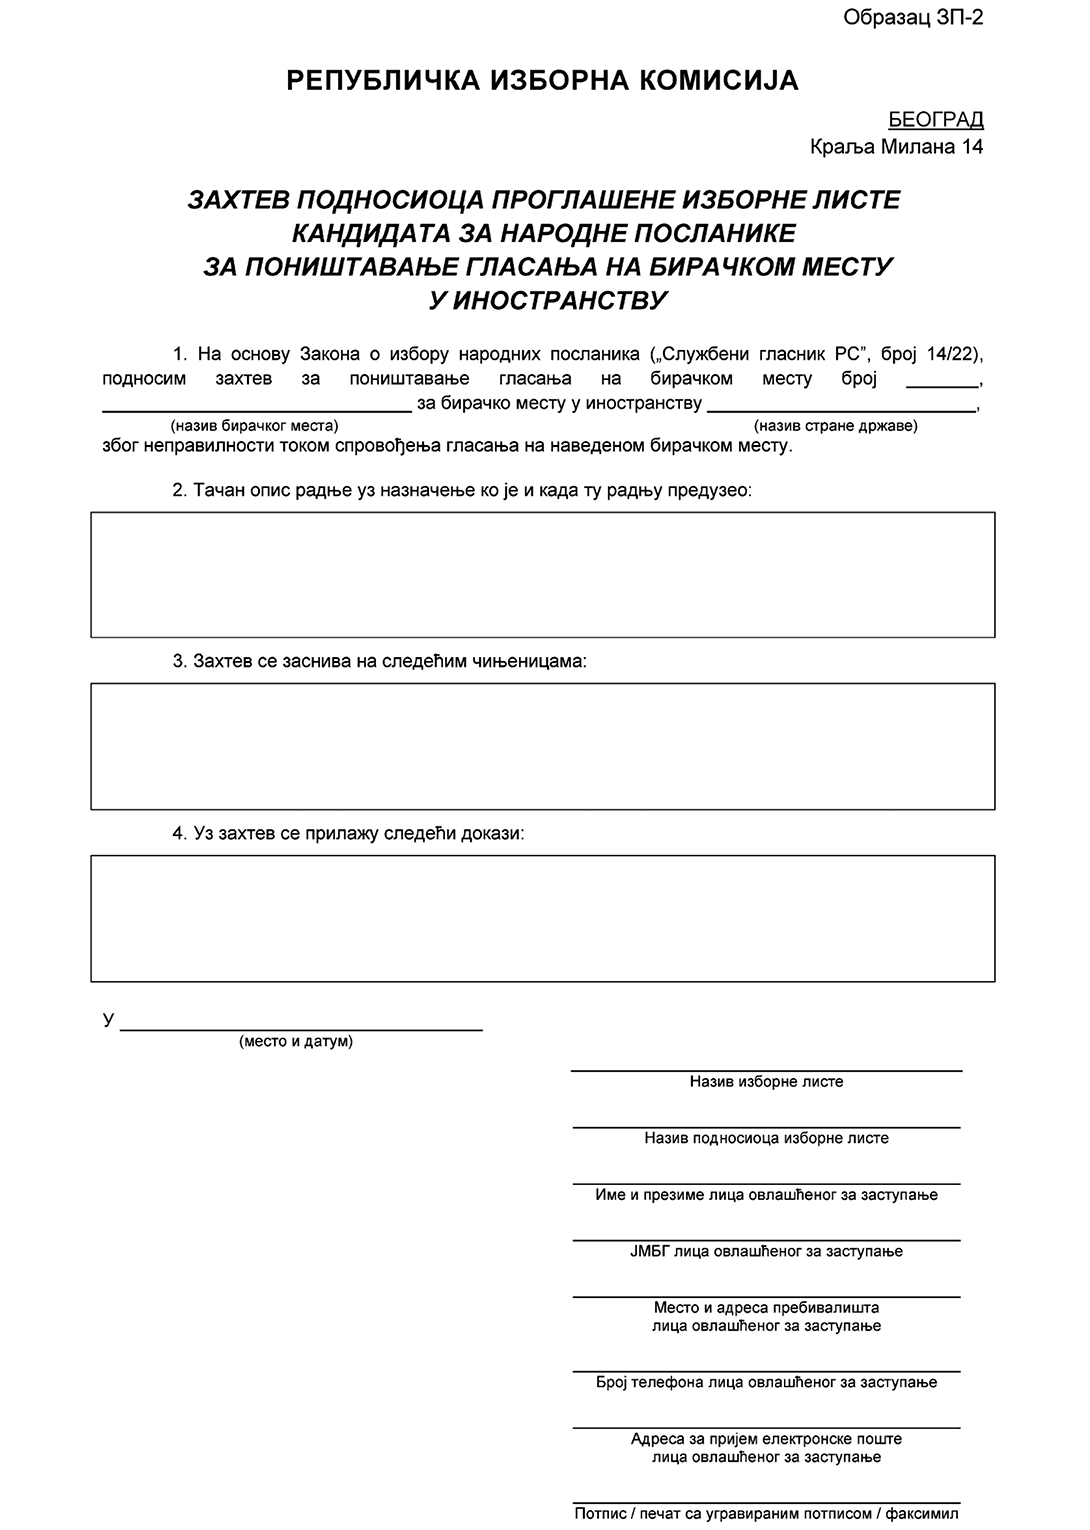 Образац ЗП-2
РЕПУБЛИЧКА ИЗБОРНА КОМИСИЈА
БЕОГРАД
Краља Милана 14
ЗАХТЕВ ПОДНОСИОЦА ПРОГЛАШЕНЕ ИЗБОРНЕ ЛИСТЕ
КАНДИДАТА ЗА НАРОДНЕ ПОСЛАНИКЕ
ЗА ПОНИШТАВАЊЕ ГЛАСАЊА НА БИРАЧКОМ МЕСТУ
У ИНОСТРАНСТВУ
1. На основу Закона о избору народних посланика („Службени гласник РС”, број 14/22),
подносим захтев за поништавање гласања на бирачком месту број _______,
______________________________ за бирачко месту у иностранству __________________________,
(назив бирачког места) (назив стране државе)
због неправилности током спровођења гласања на наведеном бирачком месту.
2. Тачан опис радње уз назначење ко је и када ту радњу предузео:
3. Захтев се заснива на следећим чињеницама:
4. Уз захтев се прилажу следећи докази:
У ___________________________________
(место и датум)
Назив изборне листе
Назив подносиоца изборне листе
Име и презиме лица овлашћеног за заступање
ЈМБГ лица овлашћеног за заступање
Место и адреса пребивалишта
лица овлашћеног за заступање
Број телефона лица овлашћеног за заступање
Адреса за пријем електронске поште
лица овлашћеног за заступање
Потпис / печат са угравираним потписом / факсимил